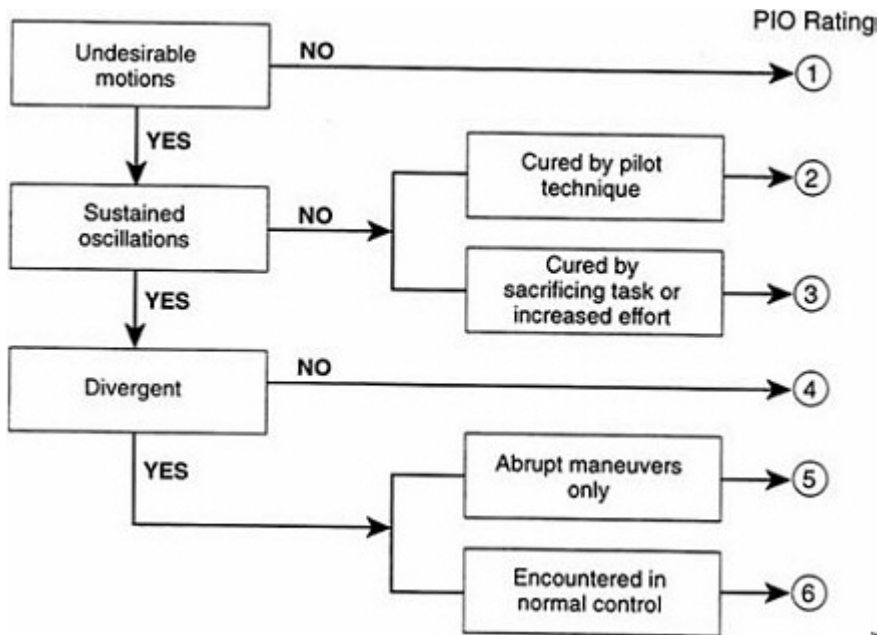 PIO Rating
Undesirable
motions
NO
1
YES
Sustained
oscillations
NO
Cured by pilot
technique
2
Cured by
sacrificing task or
increased effort
3
YES
Divergent
NO
4
YES
Abrupt maneuvers
only
5
Encountered in
normal control
6